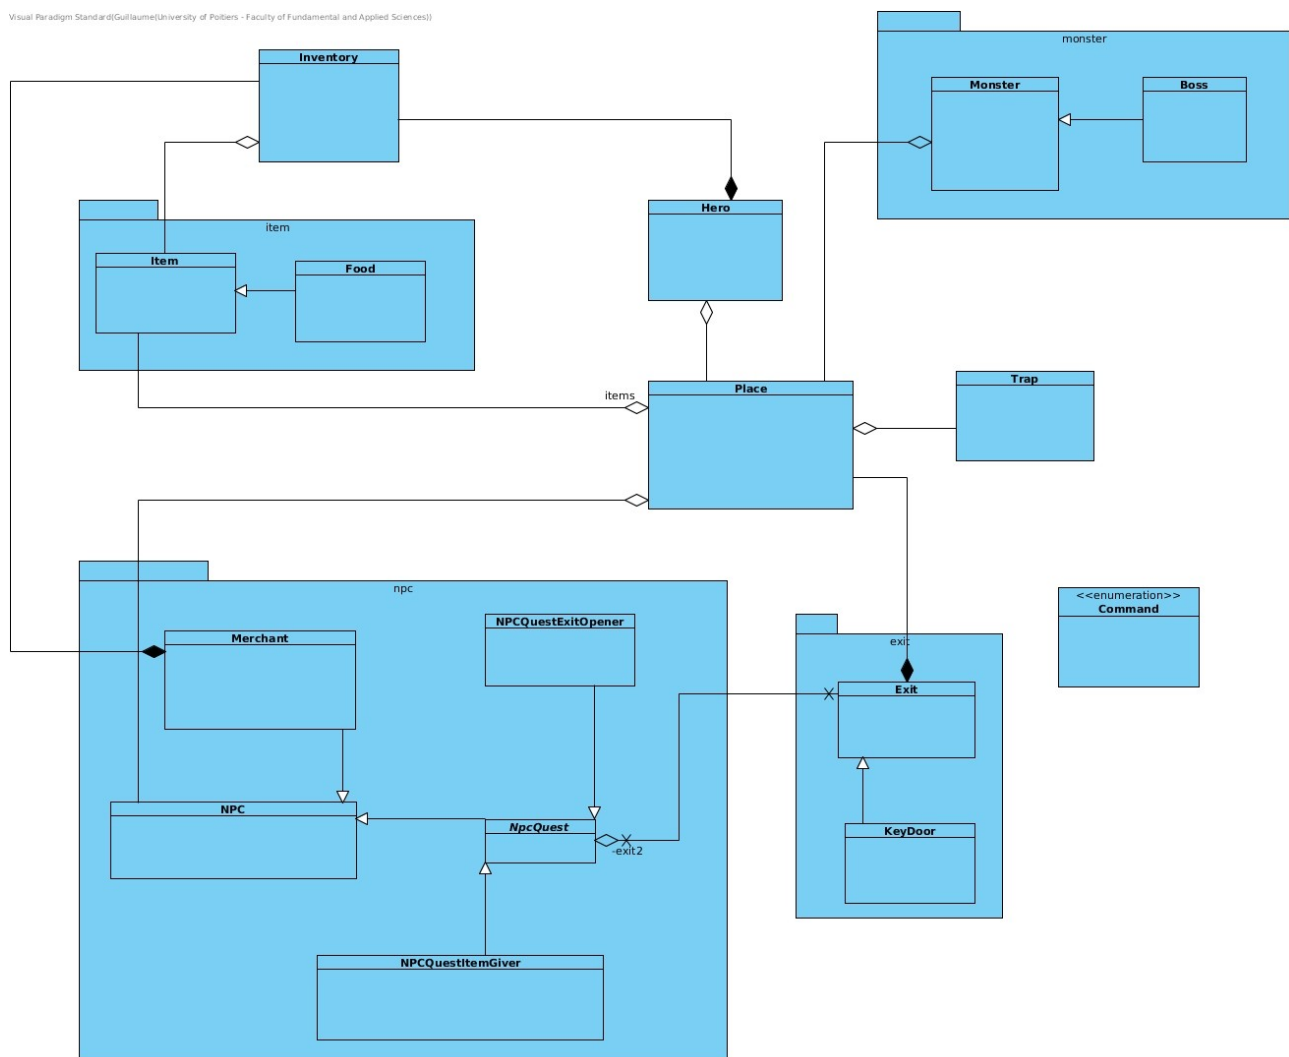 Visual Paradigm Standard(Guillaume(University of Poitiers - Faculty of Fundamental and Applied Sciences))
monster
Inventory
Monster
Boss
Hero
item
Item
Food
Place
Trap
items
npc
<<enumeration>>
Command
NPCQuestExitOpener
Merchant
exit
Exit
NPC
NpcQuest
-exit2
KeyDoor
NPCQuestItemGiver